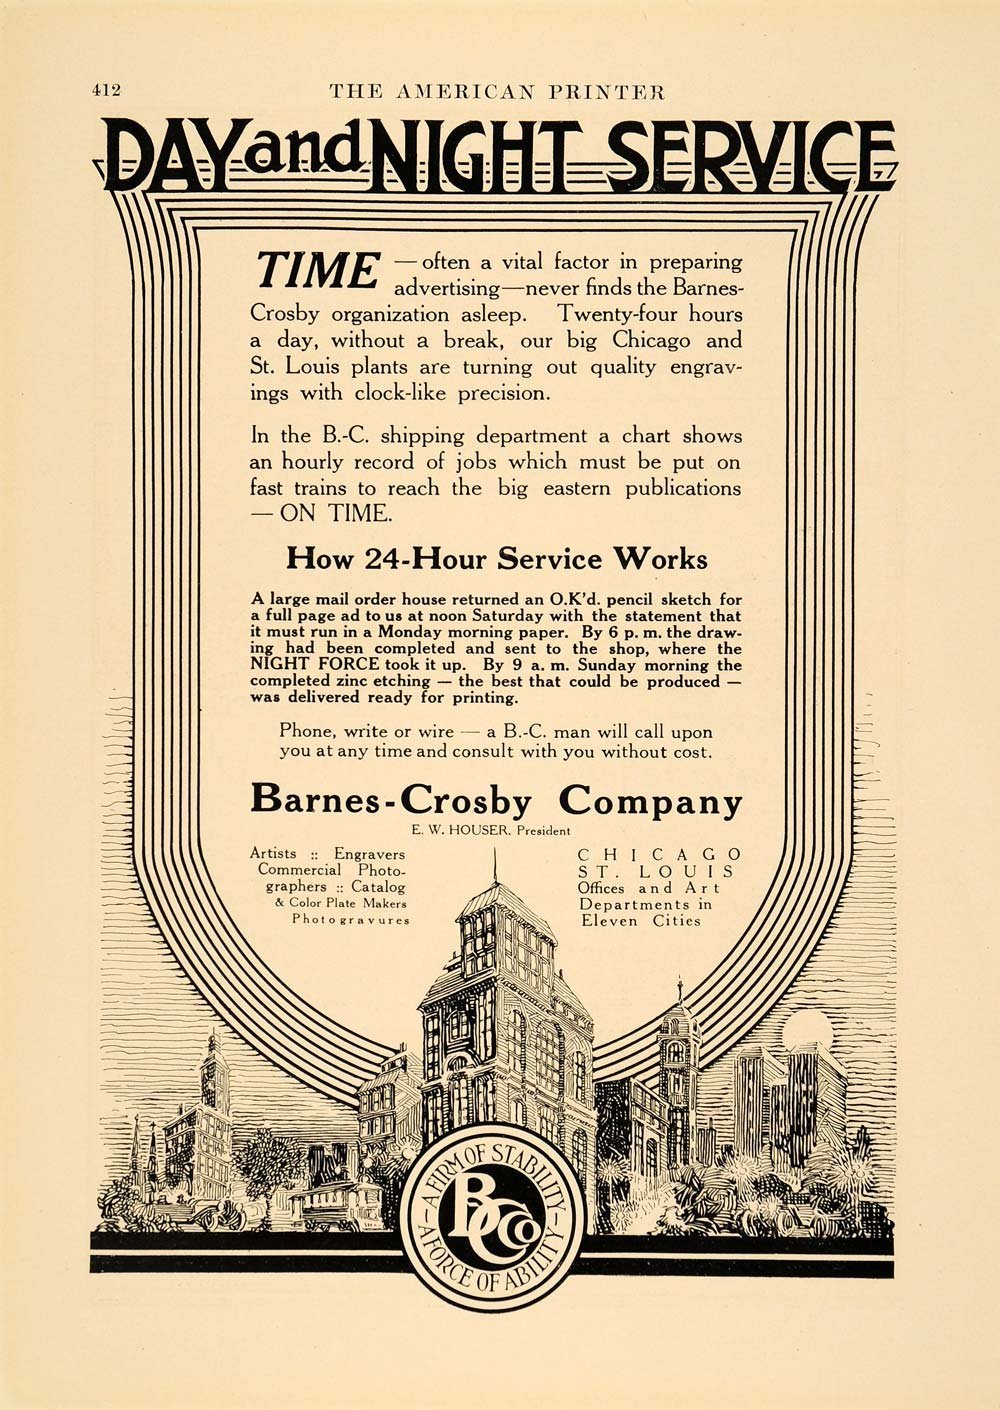 412
THE AMERICAN PRINTER
DAY and NIGHT SERVICE
TIME — often a vital factor in preparing
advertising—never finds the Barnes-
Crosby organization asleep. Twenty-four hours
a day, without a break, our big Chicago and
St. Louis plants are turning out quality engrav-
ings with clock-like precision.
In the B.-C. shipping department a chart shows
an hourly record of jobs which must be put on
fast trains to reach the big eastern publications
— ON TIME.
How 24-Hour Service Works
A large mail order house returned an O.K'd. pencil sketch for
a full page ad to us at noon Saturday with the statement that
it must run in a Monday morning paper. By 6 p. m. the draw-
ing had been completed and sent to the shop, where the
NIGHT FORCE took it up. By 9 a. m. Sunday morning the
completed zinc etching — the best that could be produced —
was delivered ready for printing.
Phone, write or wire — a B.-C. man will call upon
you at any time and consult with you without cost.
Barnes-Crosby Company
E. W. HOUSER, President
Artists :: Engravers
Commercial Photo-
graphers :: Catalog
& Color Plate Makers
Photogravures
CHICAGO
ST. LOUIS
Offices and Art
Departments in
Eleven Cities
A FIRM OF STABILITY
BCCo
A FORCE OF ABILITY